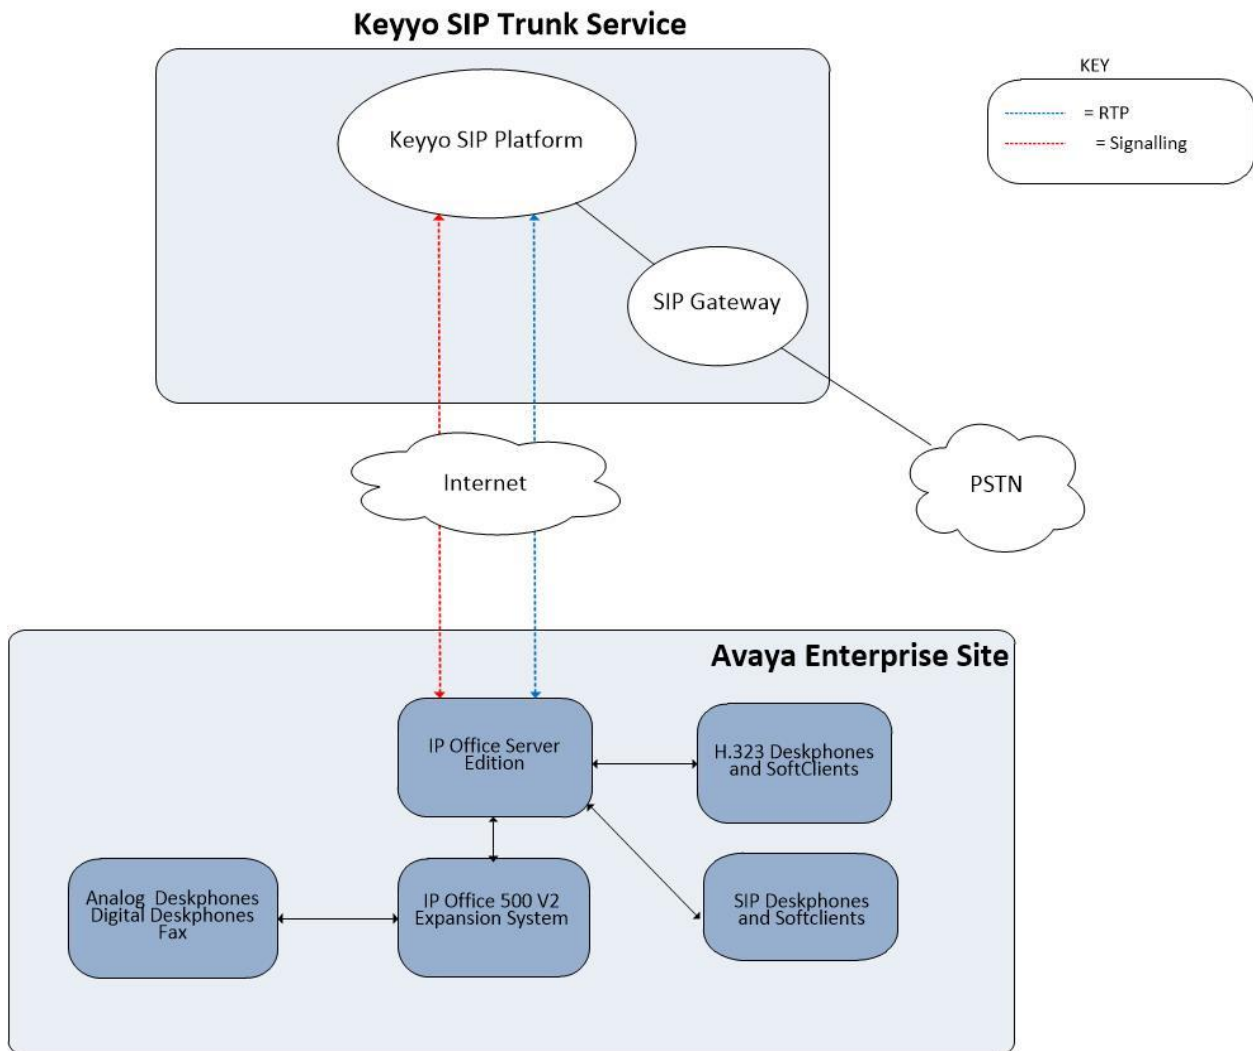 Keyyo SIP Trunk Service
KEY
= RTP
= Signalling
Keyyo SIP Platform
SIP Gateway
Internet
PSTN
Avaya Enterprise Site
IP Office Server
Edition
H.323 Deskphones
and SoftClients
Analog Deskphones
Digital Deskphones
Fax
IP Office 500 V2
Expansion System
SIP Deskphones
and Softclients